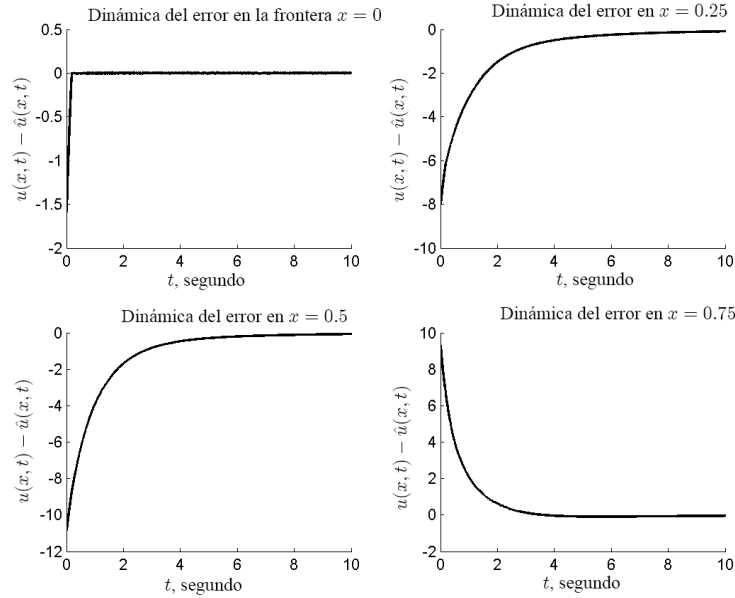 Dinámica del error en la frontera x = 0
u(x, t) − û(x, t)
0.5
0
-0.5
-1
-1.5
-2
0 2 4 6 8 10
t, segundo
Dinámica del error en x = 0.25
u(x, t) − û(x, t)
0
-2
-4
-6
-8
-10
0 2 4 6 8 10
t, segundo
Dinámica del error en x = 0.5
u(x, t) − û(x, t)
0
-2
-4
-6
-8
-10
-12
0 2 4 6 8 10
t, segundo
Dinámica del error en x = 0.75
u(x, t) − û(x, t)
10
8
6
4
2
0
-2
0 2 4 6 8 10
t, segundo